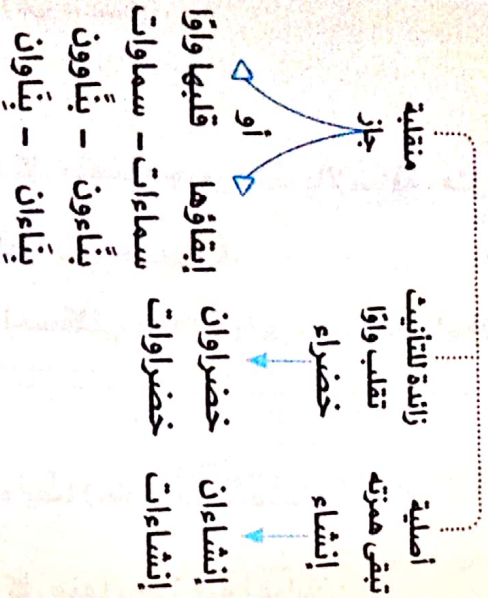 أصلية
تبقى همزته
إنشاء
إنشاءان
إنشاءات
زائدة للتأنيث
تقلب واوًا
خضراء
خضراوان
خضراوات
منقلبة
جاز
إبقاؤها أو قلبها واوًا
سماءات – سماوات
بنَّاءون – بنَّاوون
بنَّاءان – بنَّاوان